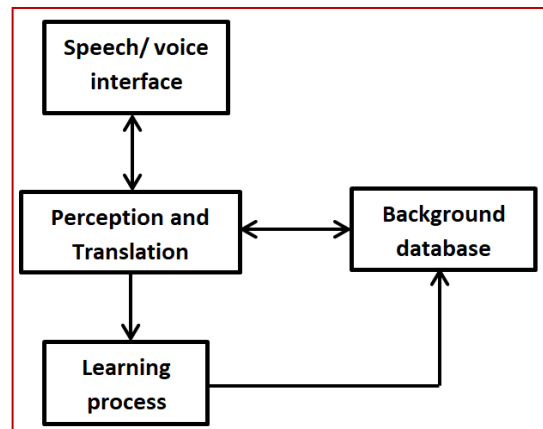 Speech/ voice
interface
Perception and
Translation
Background
database
Learning
process